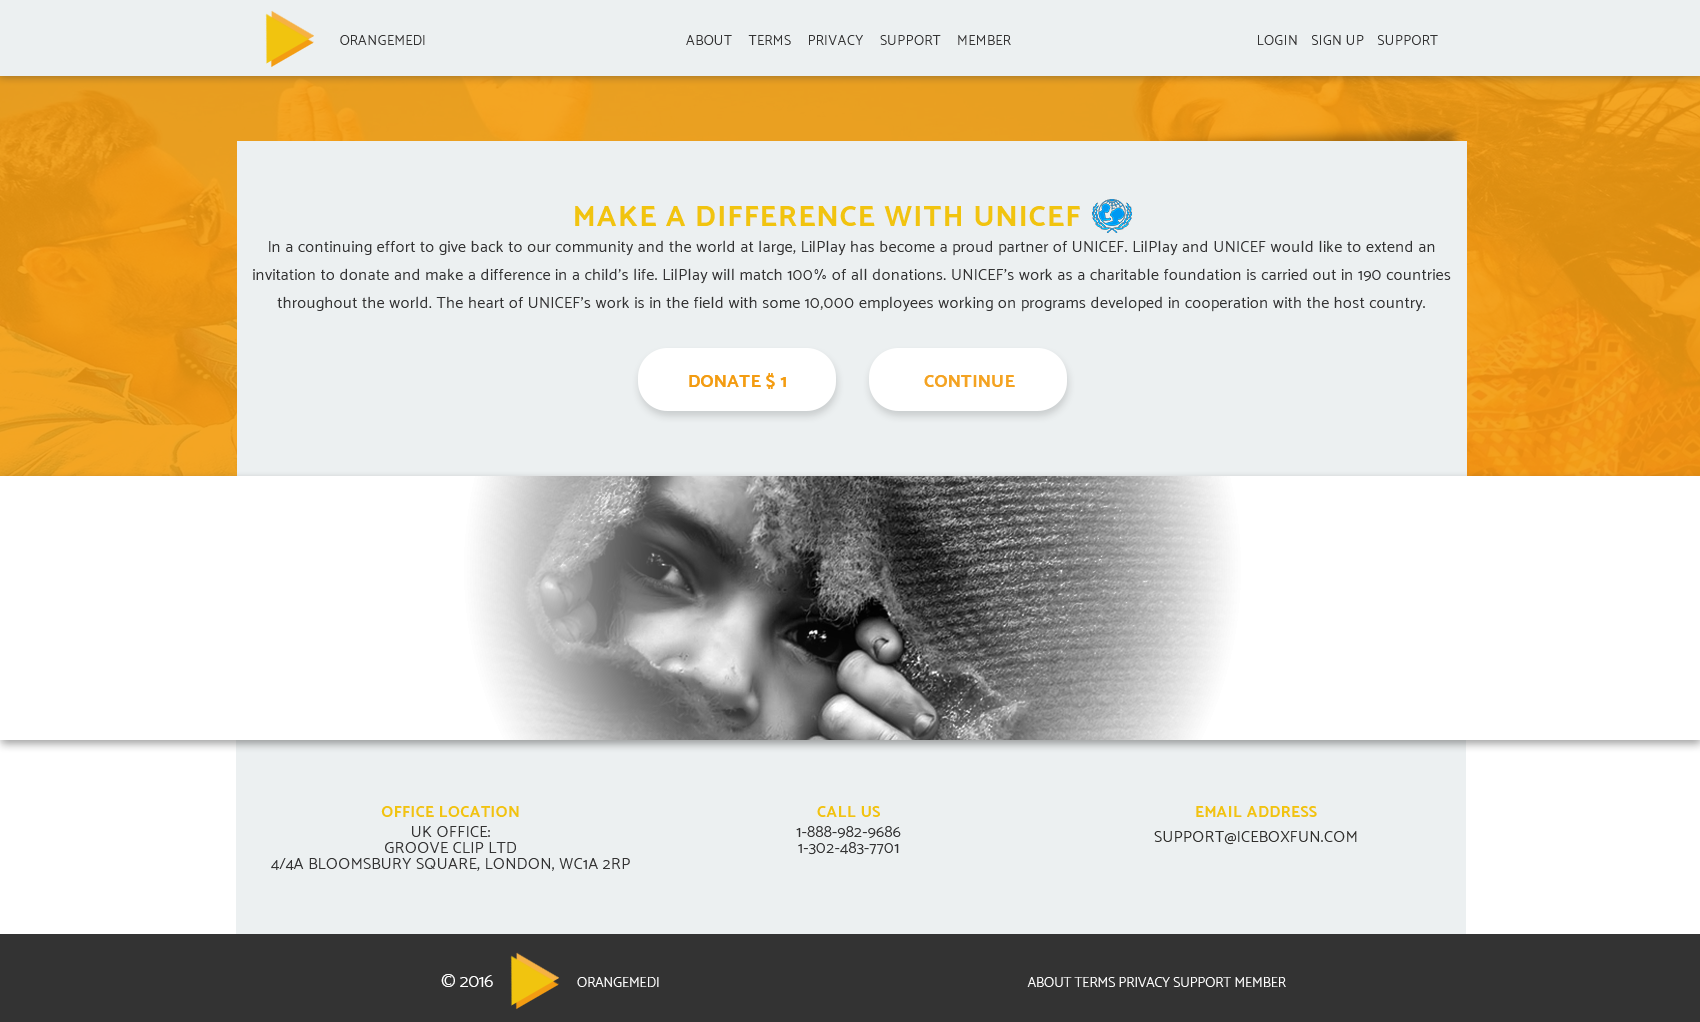 ORANGEMEDI
ABOUT TERMS PRIVACY SUPPORT MEMBER
LOGIN SIGN UP SUPPORT
MAKE A DIFFERENCE WITH UNICEF
In a continuing effort to give back to our community and the world at large, LilPlay has become a proud partner of UNICEF. LilPlay and UNICEF would like to extend an
invitation to donate and make a difference in a child's life. LilPlay will match 100% of all donations. UNICEF's work as a charitable foundation is carried out in 190 countries
throughout the world. The heart of UNICEF's work is in the field with some 10,000 employees working on programs developed in cooperation with the host country.
DONATE $ 1
CONTINUE
OFFICE LOCATION
UK OFFICE:
GROOVE CLIP LTD
4/4A BLOOMSBURY SQUARE, LONDON, WC1A 2RP
CALL US
1-888-982-9686
1-302-483-7701
EMAIL ADDRESS
SUPPORT@ICEBOXFUN.COM
© 2016
ORANGEMEDI
ABOUT TERMS PRIVACY SUPPORT MEMBER